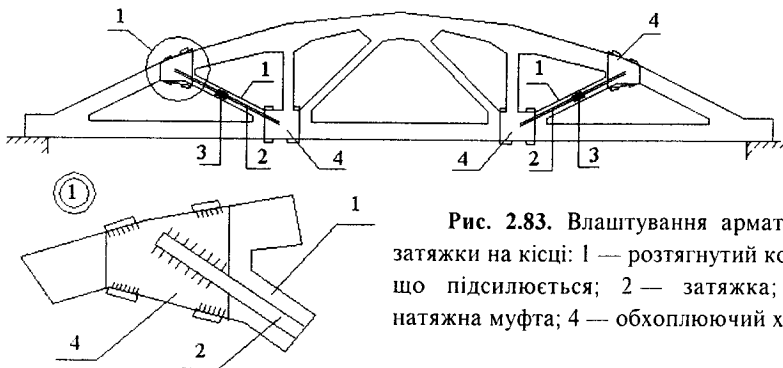 1
4
1
1
3 2 4 4 2 3
1
1
Рис. 2.83. Влаштування армат
затяжки на кісці: 1 — розтягнутий ко
що підсилюється; 2 — затяжка;
натяжна муфта; 4 — обхоплюючий х
4
2